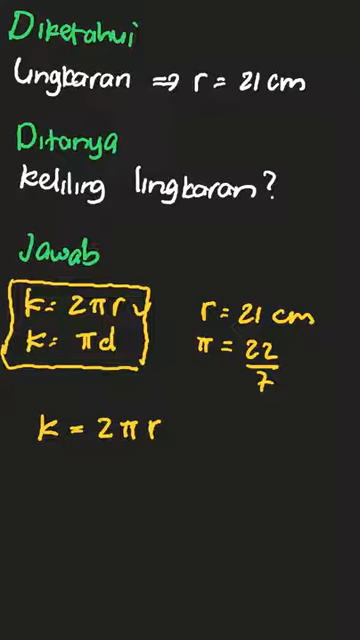 Diketahui
Lingkaran => r = 21 cm
Ditanya
keliling lingkaran?
Jawab
k = 2πr ✓
k = πd
r = 21 cm
π = 22/7
k = 2πr